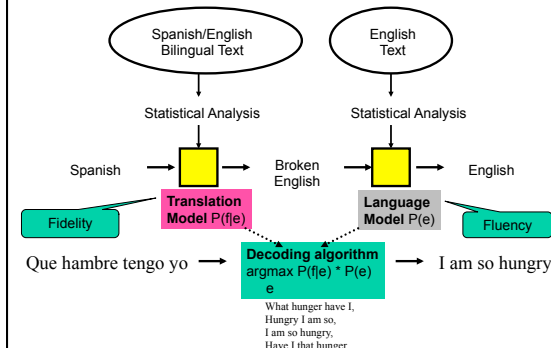 Spanish/English
Bilingual Text
English
Text
Statistical Analysis
Statistical Analysis
Spanish
Broken
English
English
Translation
Model P(f|e)
Language
Model P(e)
Fidelity
Fluency
Que hambre tengo yo
Decoding algorithm
argmax P(f|e) * P(e)
e
I am so hungry
What hunger have I,
Hungry I am so,
I am so hungry,
Have I that hunger